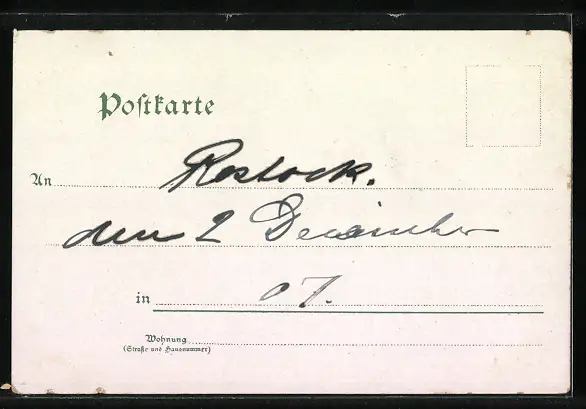 Postkarte
An Rostock.
den 2 December
in 07.
Wohnung
(Straße und Hausnummer)